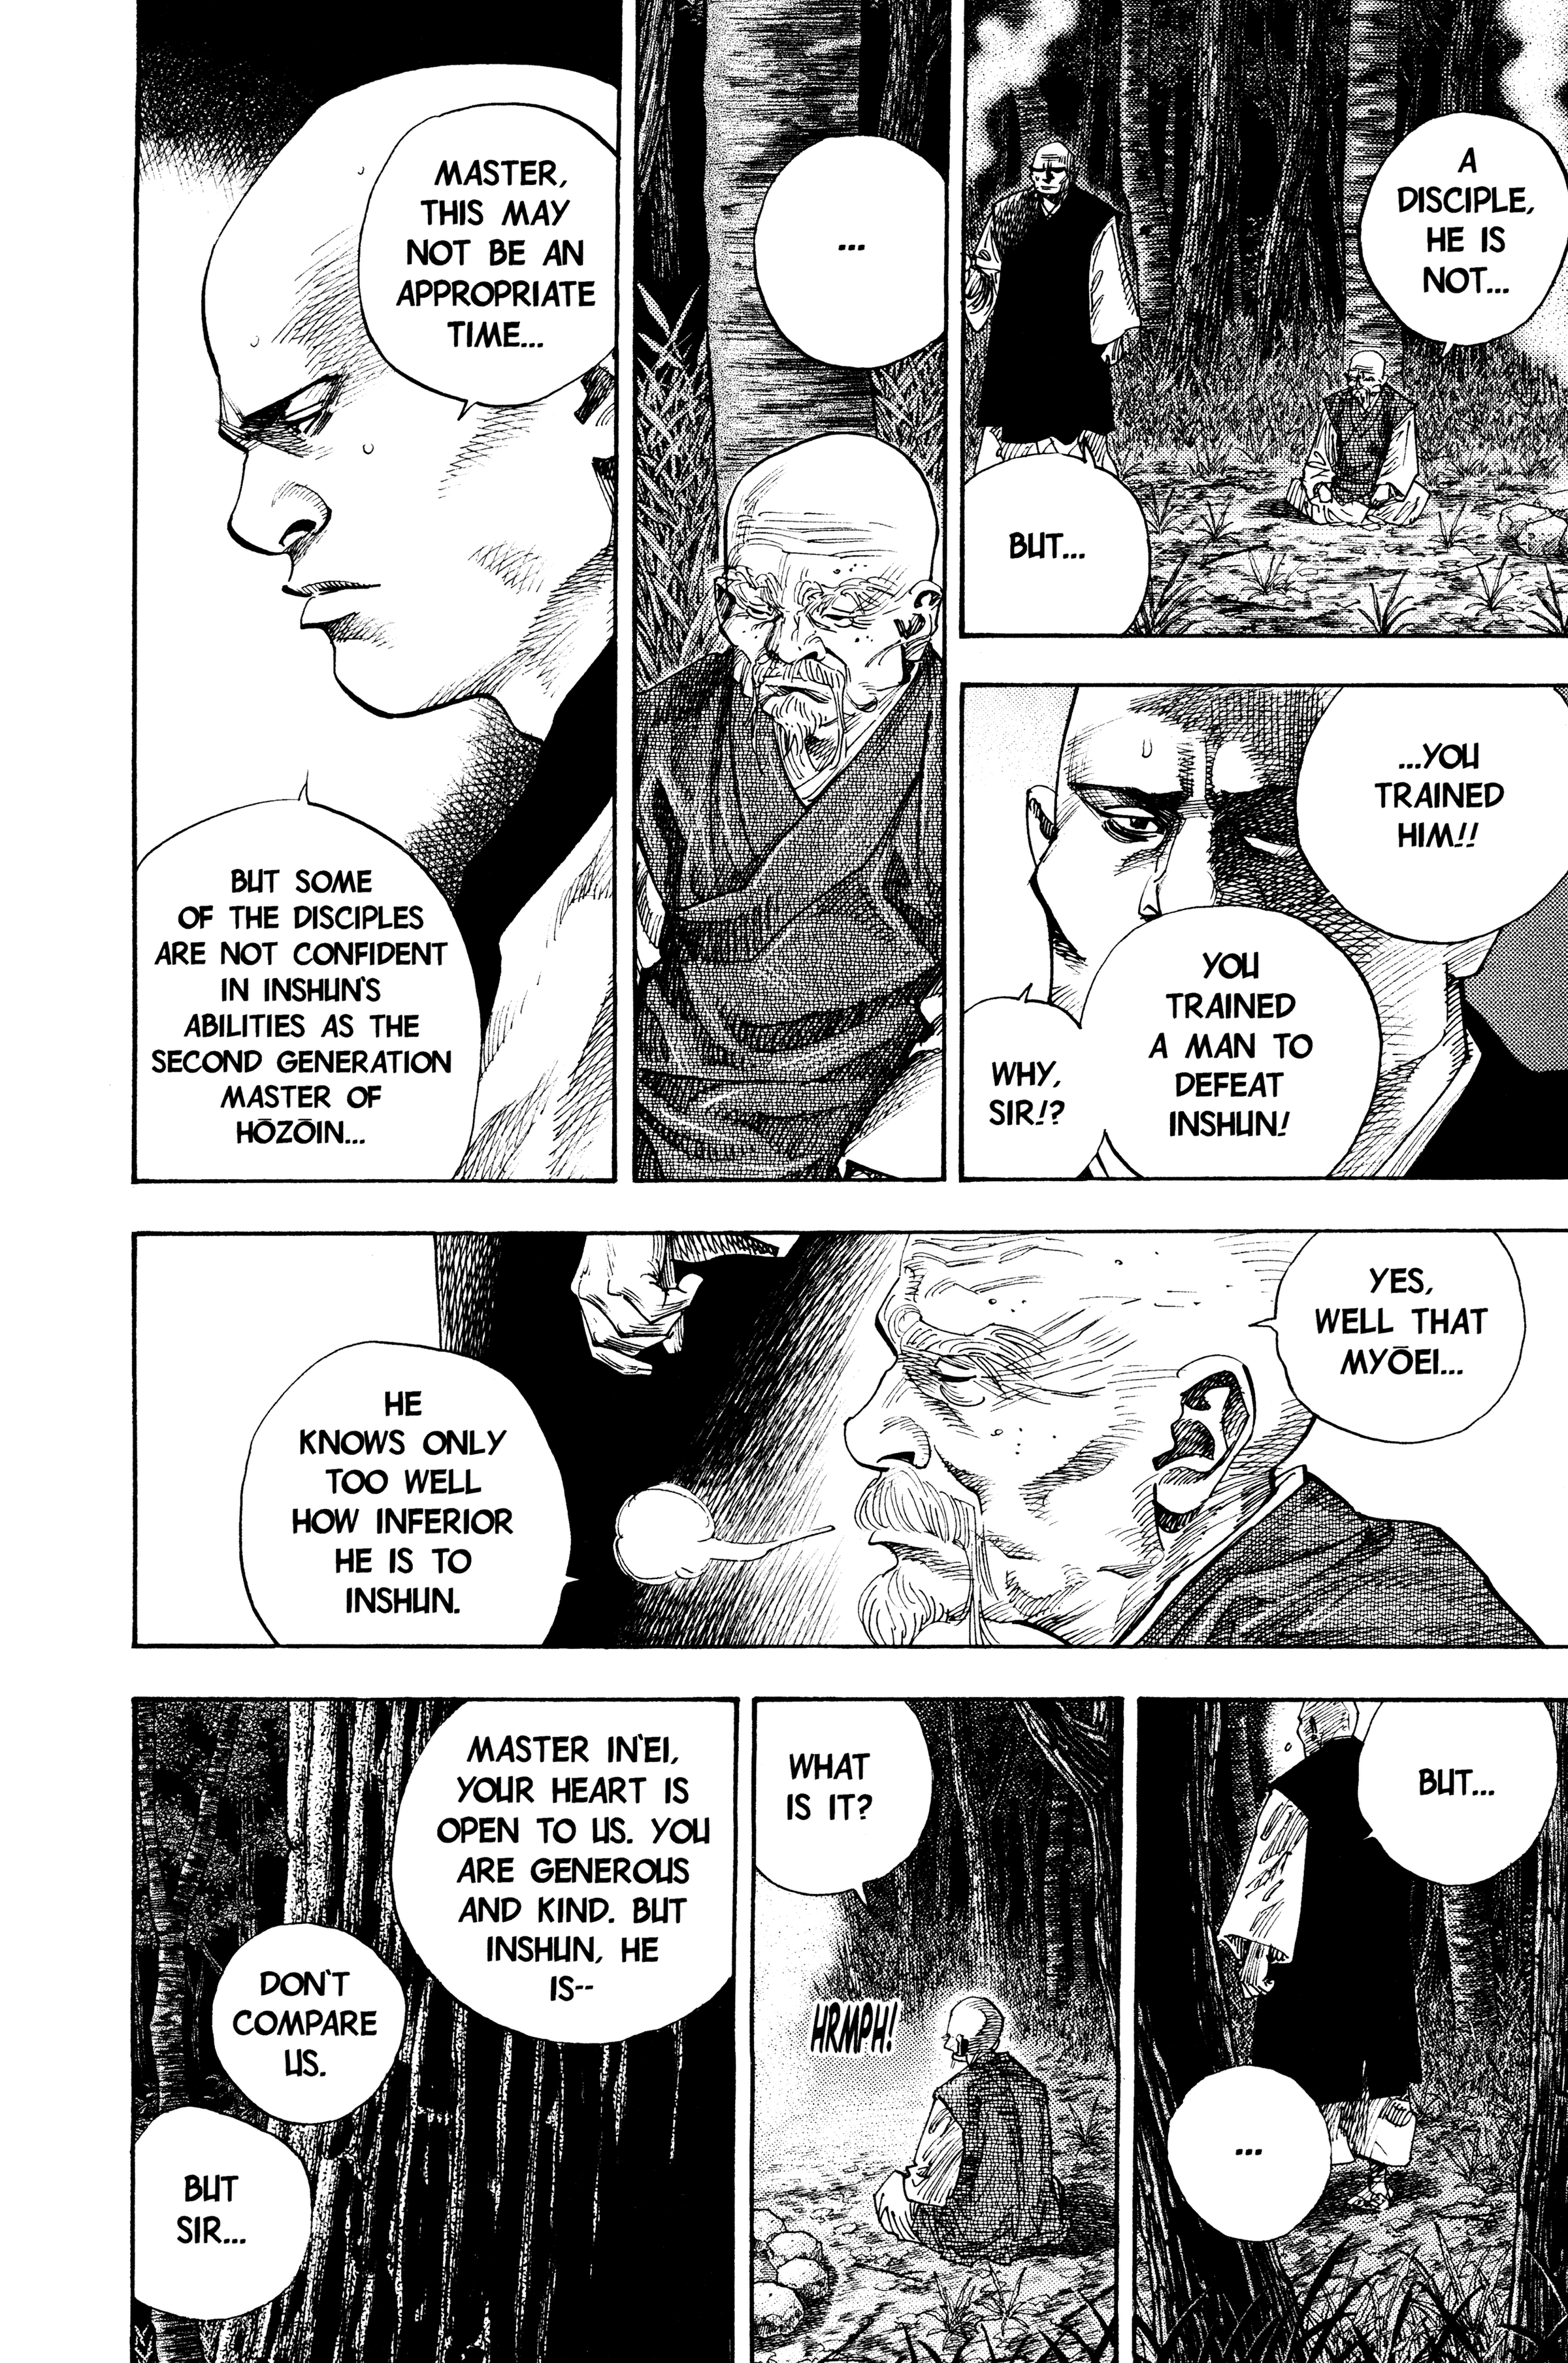 A
DISCIPLE,
HE IS
NOT...
BUT...
...YOU
TRAINED
HIM!!
YOU
TRAINED
A MAN TO
DEFEAT
INSHUN!
WHY,
SIR!?
...
MASTER,
THIS MAY
NOT BE AN
APPROPRIATE
TIME...
BUT SOME
OF THE DISCIPLES
ARE NOT CONFIDENT
IN INSHUN'S
ABILITIES AS THE
SECOND GENERATION
MASTER OF
HŌZŌIN...
YES,
WELL THAT
MYŌEI...
HE
KNOWS ONLY
TOO WELL
HOW INFERIOR
HE IS TO
INSHUN.
BUT...
...
WHAT
IS IT?
HRMPH!
MASTER IN'EI,
YOUR HEART IS
OPEN TO US. YOU
ARE GENEROUS
AND KIND. BUT
INSHUN, HE
IS--
DON'T
COMPARE
US.
BUT
SIR...